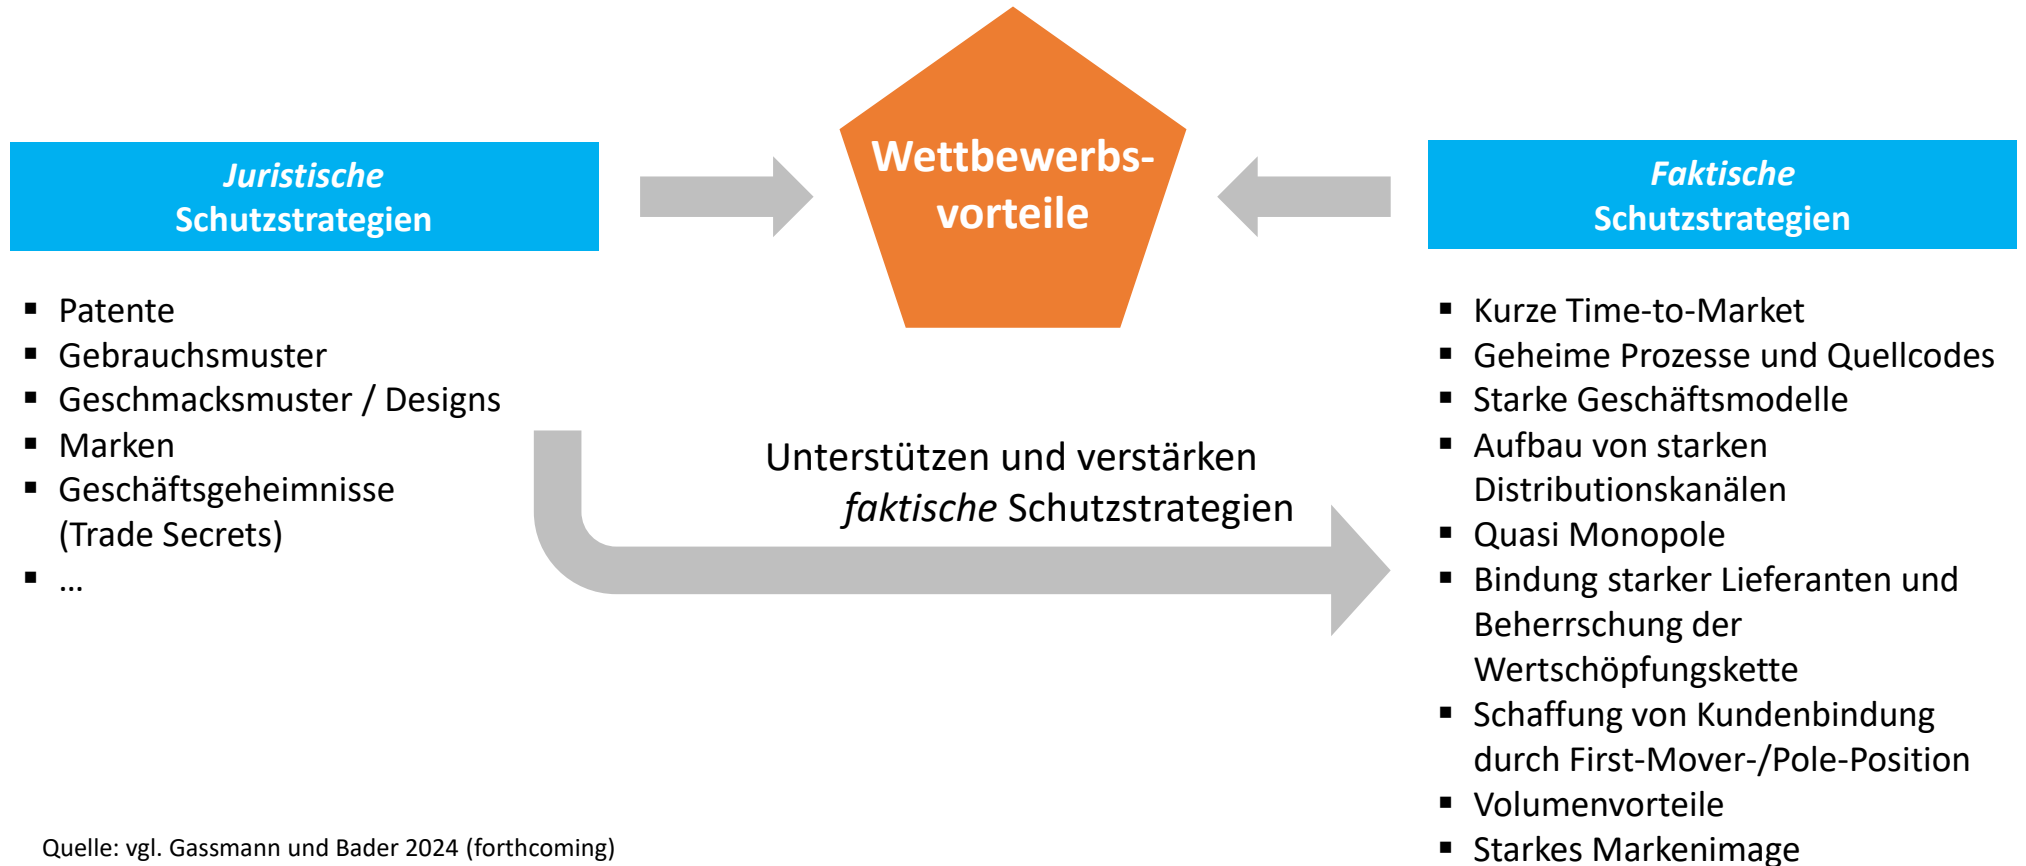 Wettbewerbs-
vorteile
Juristische
Schutzstrategien
▪ Patente
▪ Gebrauchsmuster
▪ Geschmacksmuster / Designs
▪ Marken
▪ Geschäftsgeheimnisse
(Trade Secrets)
▪ ...
Unterstützen und verstärken
faktische Schutzstrategien
Faktische
Schutzstrategien
▪ Kurze Time-to-Market
▪ Geheime Prozesse und Quellcodes
▪ Starke Geschäftsmodelle
▪ Aufbau von starken
Distributionskanälen
▪ Quasi Monopole
▪ Bindung starker Lieferanten und
Beherrschung der
Wertschöpfungskette
▪ Schaffung von Kundenbindung
durch First-Mover-/Pole-Position
▪ Volumenvorteile
▪ Starkes Markenimage
Quelle: vgl. Gassmann und Bader 2024 (forthcoming)